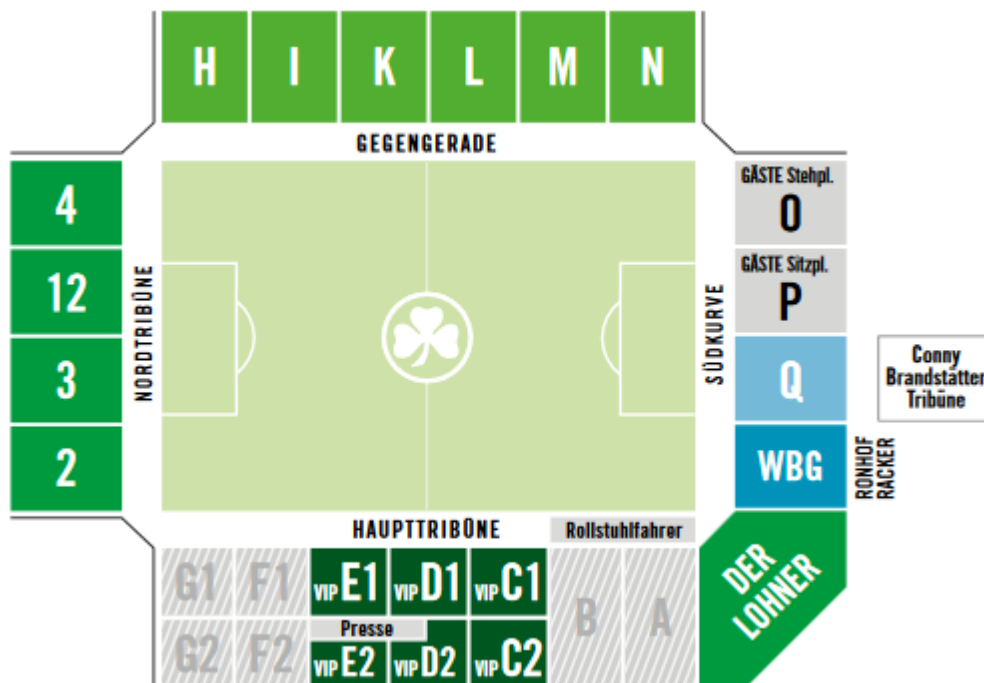 H I K L M N
GEGENGERADE
4
12
3
2
NORDTRIBÜNE
SÜDKURVE
GÄSTE Stehpl.
O
GÄSTE Sitzpl.
P
Q
WBG
Conny
Brandstätter
Tribüne
RONHOF
RACKER
HAUPTTRIBÜNE
Rollstuhlfahrer
G1 F1 VIP E1 VIP D1 VIP C1
B A
Presse
G2 F2 VIP E2 VIP D2 VIP C2
DER
LOHNER